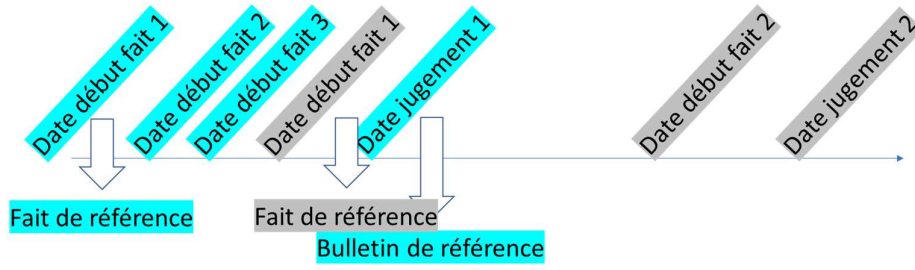 Date début fait 1
Date début fait 2
Date début fait 3
Date début fait 1
Date jugement 1
Date début fait 2
Date jugement 2
Fait de référence
Fait de référence
Bulletin de référence